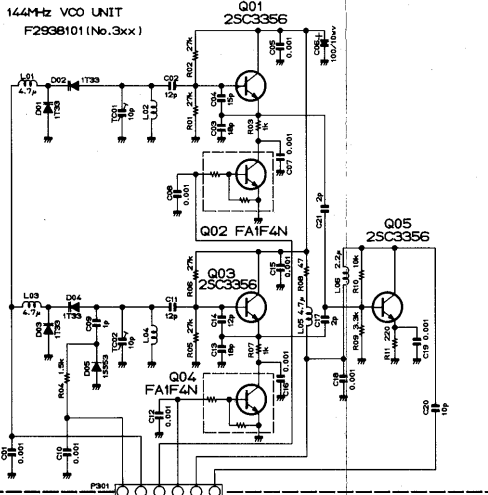 144MHz VCO UNIT
F2938101(No.3xx)
Q01
2SC3356
L01
4.7μ
D02
1T33
D01
1T33
TC01
10p
L02
C02
12p
R02
27k
R01
27k
C04
15p
C03
18p
R03
1k
C05
0.001
C06
100/10wv
C07
0.001
C08
0.001
Q02 FA1F4N
C21
2p
Q05
2SC3356
L03
4.7μ
D04
1T33
D03
1T33
C09
1p
D05
1SS53
R04
1.5k
TC02
10p
L04
C11
12p
R06
27k
R05
27k
Q03
2SC3356
C14
12p
C13
18p
R07
1k
C15
0.001
R08
47
L05
4.7μ
C17
2p
L06
2.2μ
R10
10k
R09
3.3k
R11
220
C19
0.001
C18
0.001
C16
0.001
C20
10p
Q04
FA1F4N
C12
0.001
C01
0.001
C10
0.001
P301